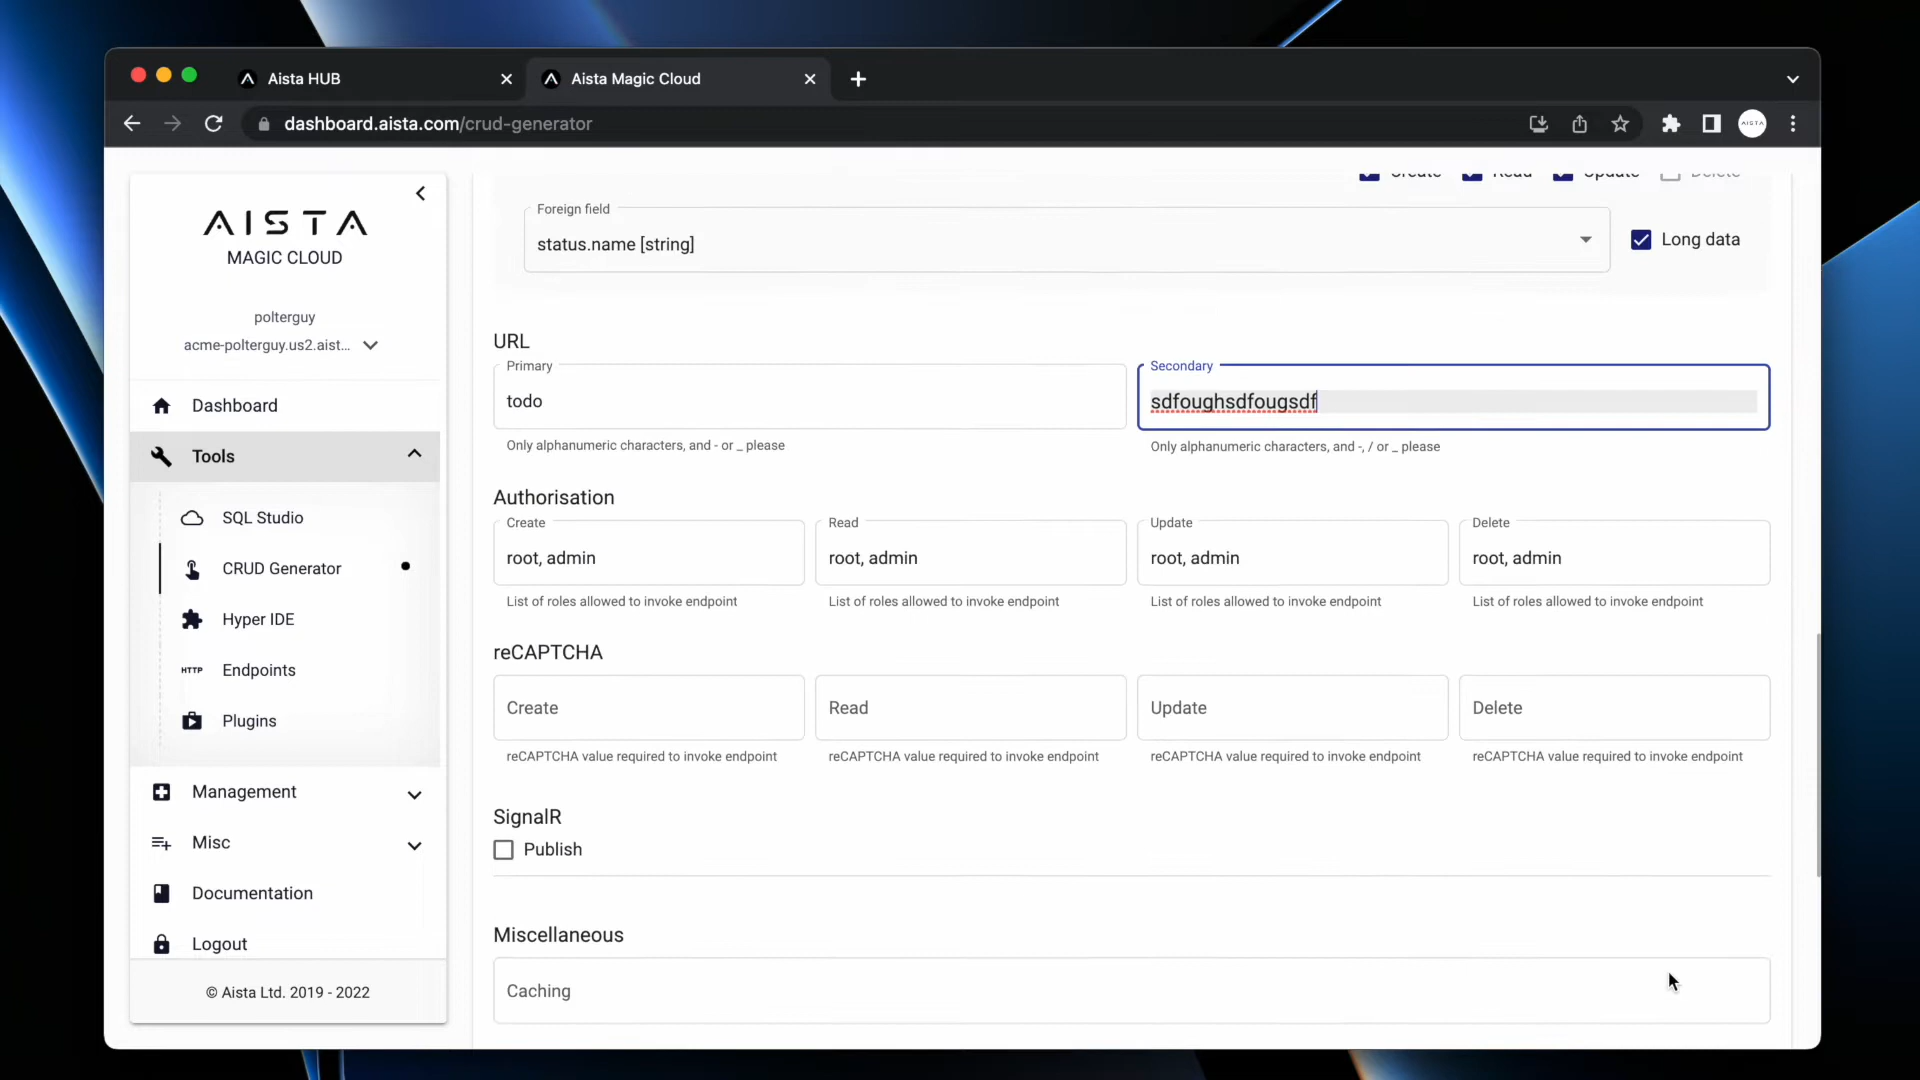 Aista HUB
Aista Magic Cloud
dashboard.aista.com/crud-generator
AISTA
AISTA
MAGIC CLOUD
polterguy
acme-polterguy.us2.aist...
Dashboard
Tools
SQL Studio
CRUD Generator
Hyper IDE
HTTP Endpoints
Plugins
Management
Misc
Documentation
Logout
© Aista Ltd. 2019 - 2022
Create Read Update Delete
Foreign field
status.name [string]
Long data
URL
Primary
todo
Only alphanumeric characters, and - or _ please
Secondary
sdfoughsdfougsdf
Only alphanumeric characters, and -, / or _ please
Authorisation
Create Read Update Delete
root, admin root, admin root, admin root, admin
List of roles allowed to invoke endpoint List of roles allowed to invoke endpoint List of roles allowed to invoke endpoint List of roles allowed to invoke endpoint
reCAPTCHA
Create Read Update Delete
reCAPTCHA value required to invoke endpoint reCAPTCHA value required to invoke endpoint reCAPTCHA value required to invoke endpoint reCAPTCHA value required to invoke endpoint
SignalR
Publish
Miscellaneous
Caching